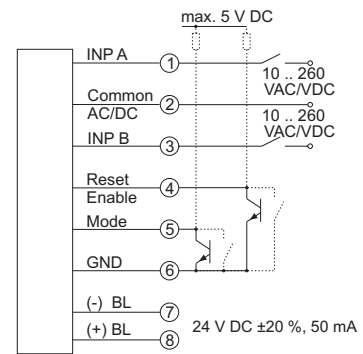 max. 5 V DC
INP A
1
10 .. 260
VAC/VDC
Common
AC/DC
2
10 .. 260
VAC/VDC
INP B
3
Reset
Enable
4
Mode
5
GND
6
(-) BL
7
24 V DC ±20 %, 50 mA
(+) BL
8